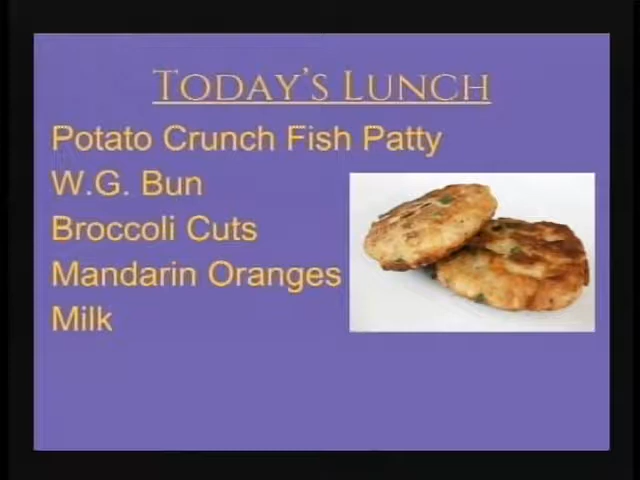 TODAY'S LUNCH
Potato Crunch Fish Patty
W.G. Bun
Broccoli Cuts
Mandarin Oranges
Milk